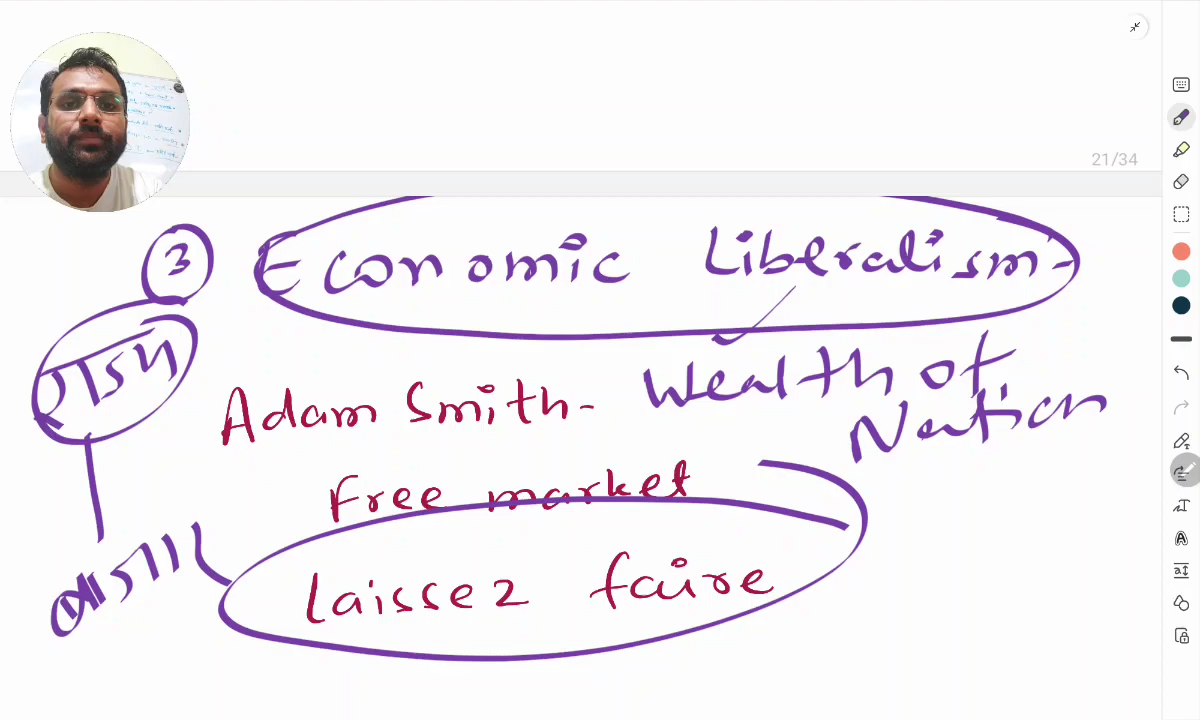 21/34
3 Economic Liberalism-
राज्य
Adam Smith- Wealth of
Nation
Free market
laissez faire